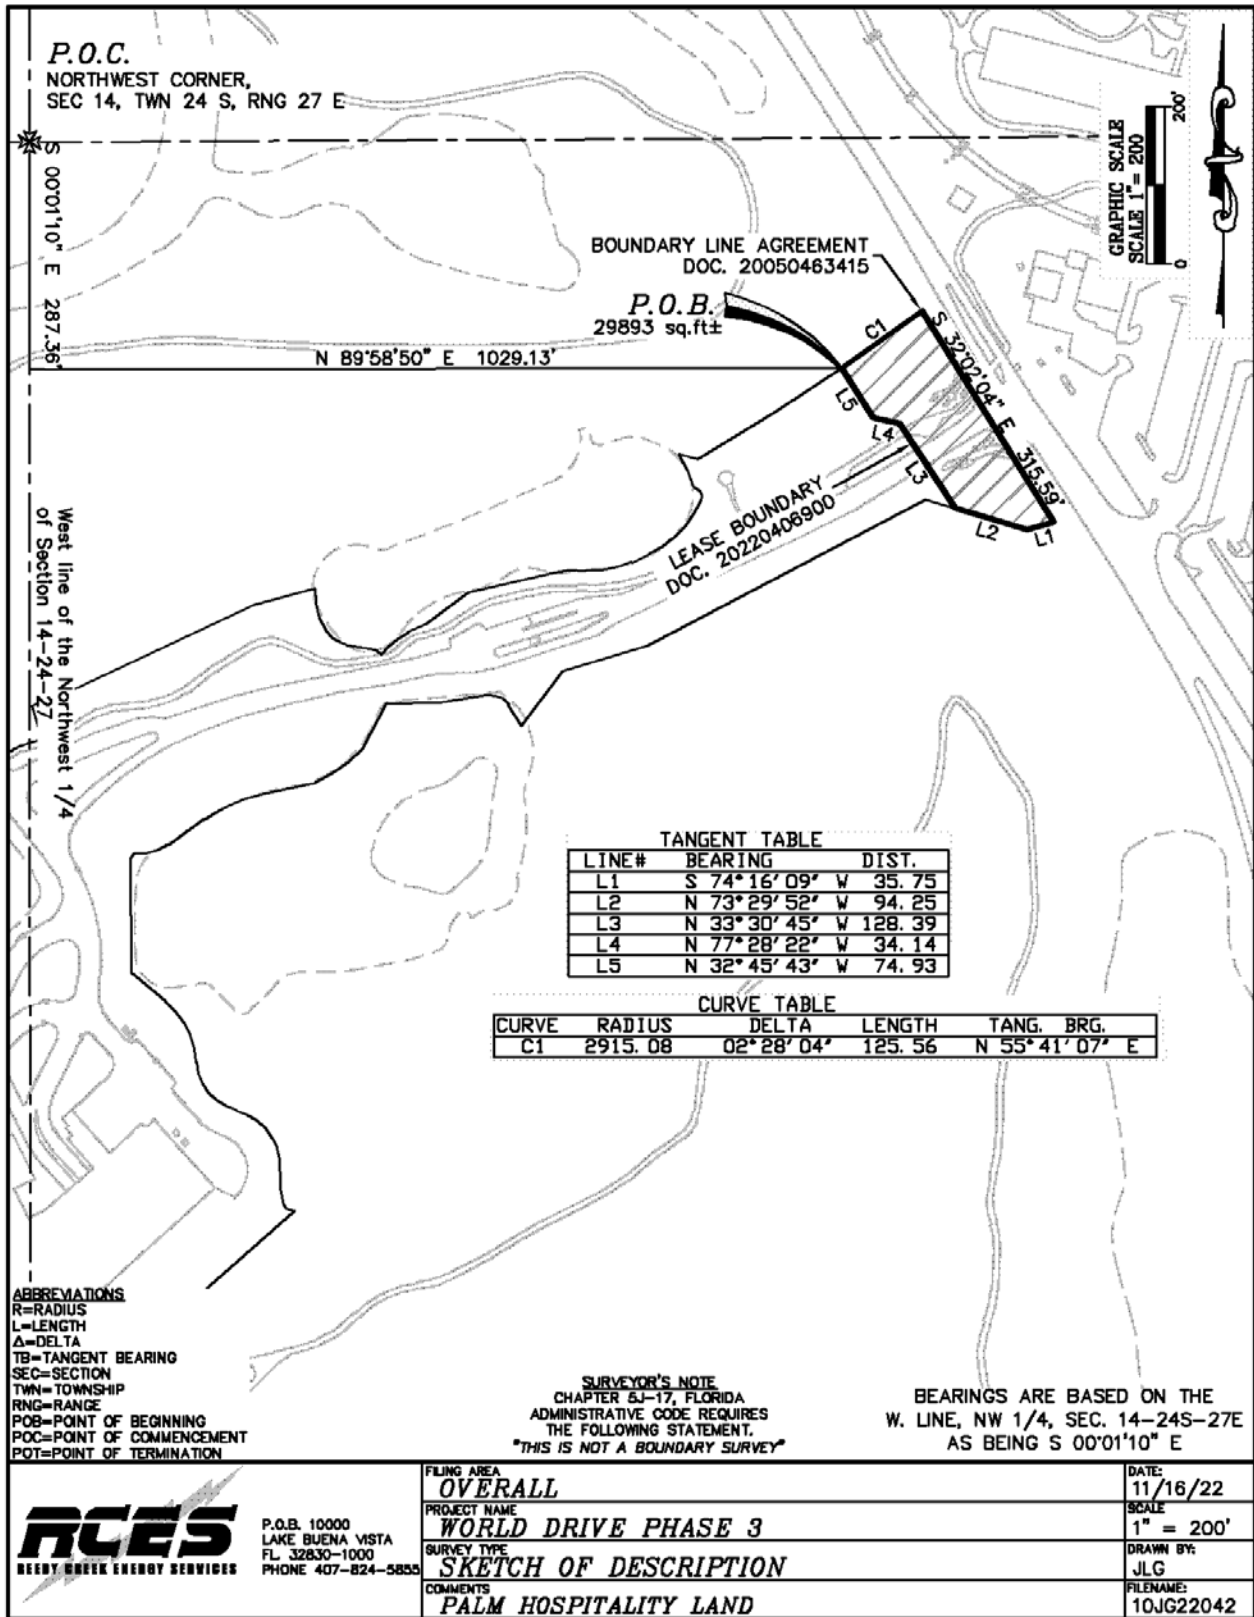 P.O.C.
NORTHWEST CORNER,
SEC 14, TWN 24 S, RNG 27 E
S 00°01'10" E 287.36'
GRAPHIC SCALE
SCALE 1" = 200
0 200'
BOUNDARY LINE AGREEMENT
DOC. 20050463415
P.O.B.
29893 sq.ft±
N 89°58'50" E 1029.13'
C1
S 32°02'04" E 315.59'
L5
L4
L3
L2
L1
LEASE BOUNDARY
DOC. 20220406900
West line of the Northwest 1/4
of Section 14-24-27
TANGENT TABLE
LINE# BEARING DIST.
L1 S 74°16'09" W 35.75
L2 N 73°29'52" W 94.25
L3 N 33°30'45" W 128.39
L4 N 77°28'22" W 34.14
L5 N 32°45'43" W 74.93
CURVE TABLE
CURVE RADIUS DELTA LENGTH TANG. BRG.
C1 2915.08 02°28'04" 125.56 N 55°41'07" E
ABBREVIATIONS
R=RADIUS
L=LENGTH
Δ=DELTA
TB=TANGENT BEARING
SEC=SECTION
TWN=TOWNSHIP
RNG=RANGE
POB=POINT OF BEGINNING
POC=POINT OF COMMENCEMENT
POT=POINT OF TERMINATION
SURVEYOR'S NOTE
CHAPTER 5J-17, FLORIDA
ADMINISTRATIVE CODE REQUIRES
THE FOLLOWING STATEMENT.
"THIS IS NOT A BOUNDARY SURVEY"
BEARINGS ARE BASED ON THE
W. LINE, NW 1/4, SEC. 14-24S-27E
AS BEING S 00°01'10" E
RCES
REEDY CREEK ENERGY SERVICES
P.O.B. 10000
LAKE BUENA VISTA
FL 32830-1000
PHONE 407-824-5855
FILING AREA
OVERALL
PROJECT NAME
WORLD DRIVE PHASE 3
SURVEY TYPE
SKETCH OF DESCRIPTION
COMMENTS
PALM HOSPITALITY LAND
DATE:
11/16/22
SCALE
1" = 200'
DRAWN BY:
JLG
FILENAME:
10JG22042